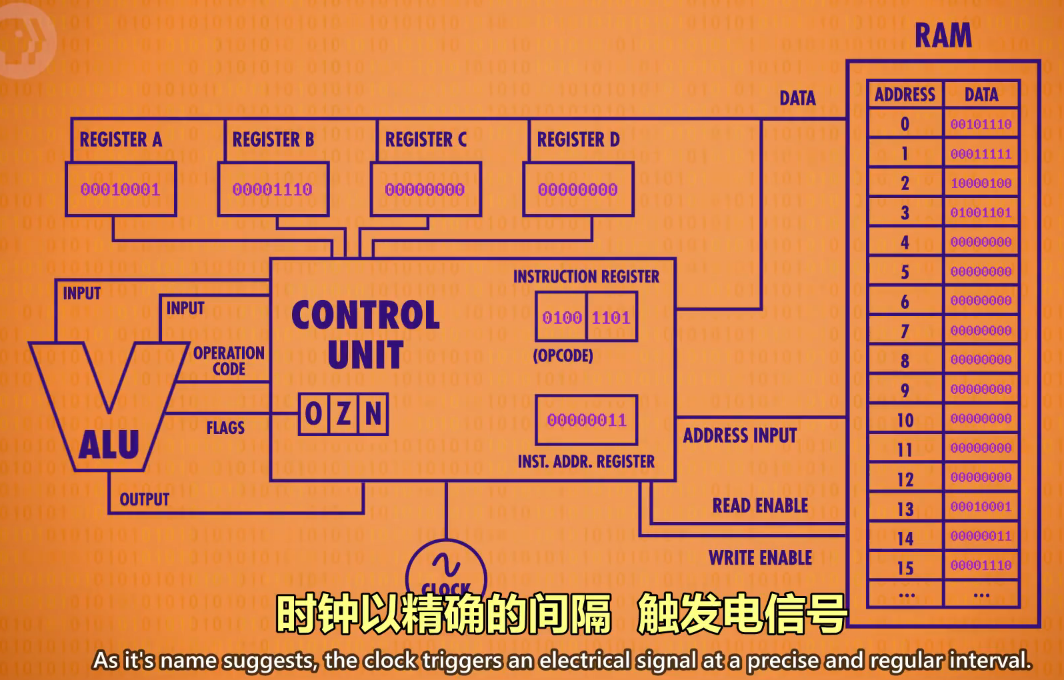 RAM
DATA
ADDRESS DATA
REGISTER A REGISTER B REGISTER C REGISTER D
00010001 00001110 00000000 00000000
INPUT
INPUT
OPERATION
CODE
FLAGS
ALU
OUTPUT
CONTROL
UNIT
O Z N
INSTRUCTION REGISTER
0100 1101
(OPCODE)
00000011
INST. ADDR. REGISTER
ADDRESS INPUT
READ ENABLE
WRITE ENABLE
CLOCK
0 00101110
1 00011111
2 10000100
3 01001101
4 00000000
5 00000000
6 00000000
7 00000000
8 00000000
9 00000000
10 00000000
11 00000000
12 00000000
13 00010001
14 00000011
15 00001110
... ...
时钟以精确的间隔 触发电信号
As it's name suggests, the clock triggers an electrical signal at a precise and regular interval.